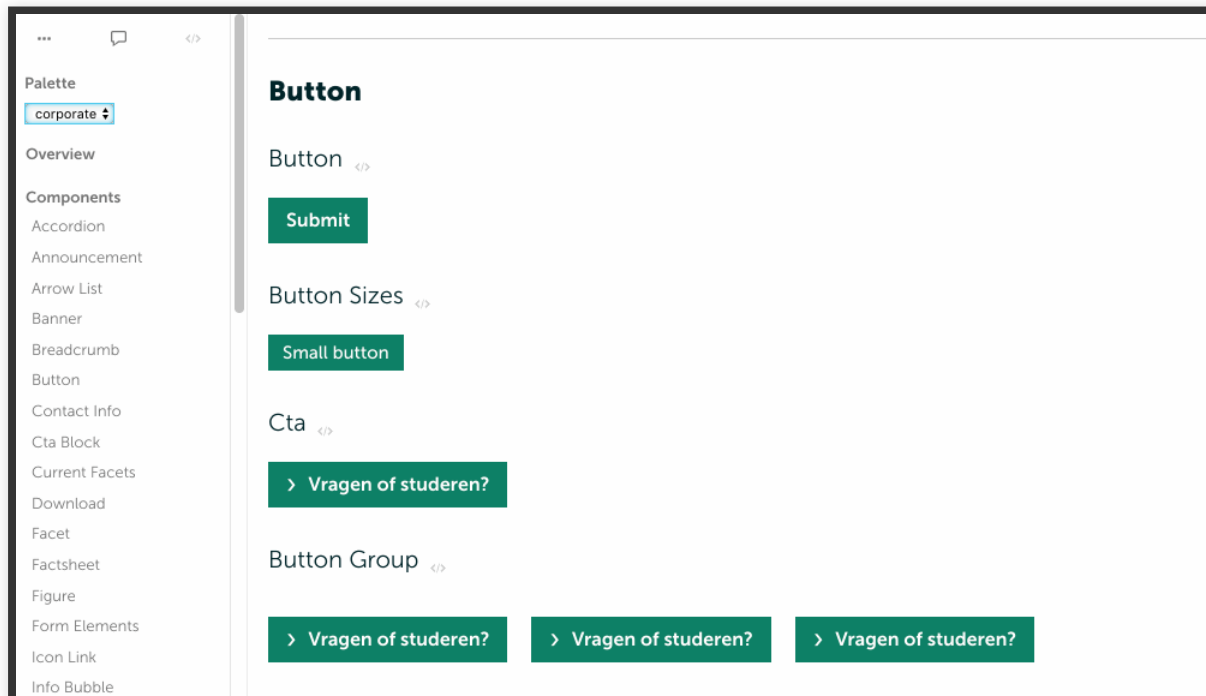 Palette
corporate
Overview
Components
Accordion
Announcement
Arrow List
Banner
Breadcrumb
Button
Contact Info
Cta Block
Current Facets
Download
Facet
Factsheet
Figure
Form Elements
Icon Link
Info Bubble
Button
Button </>
Submit
Button Sizes </>
Small button
Cta </>
Vragen of studeren?
Button Group </>
Vragen of studeren? Vragen of studeren? Vragen of studeren?